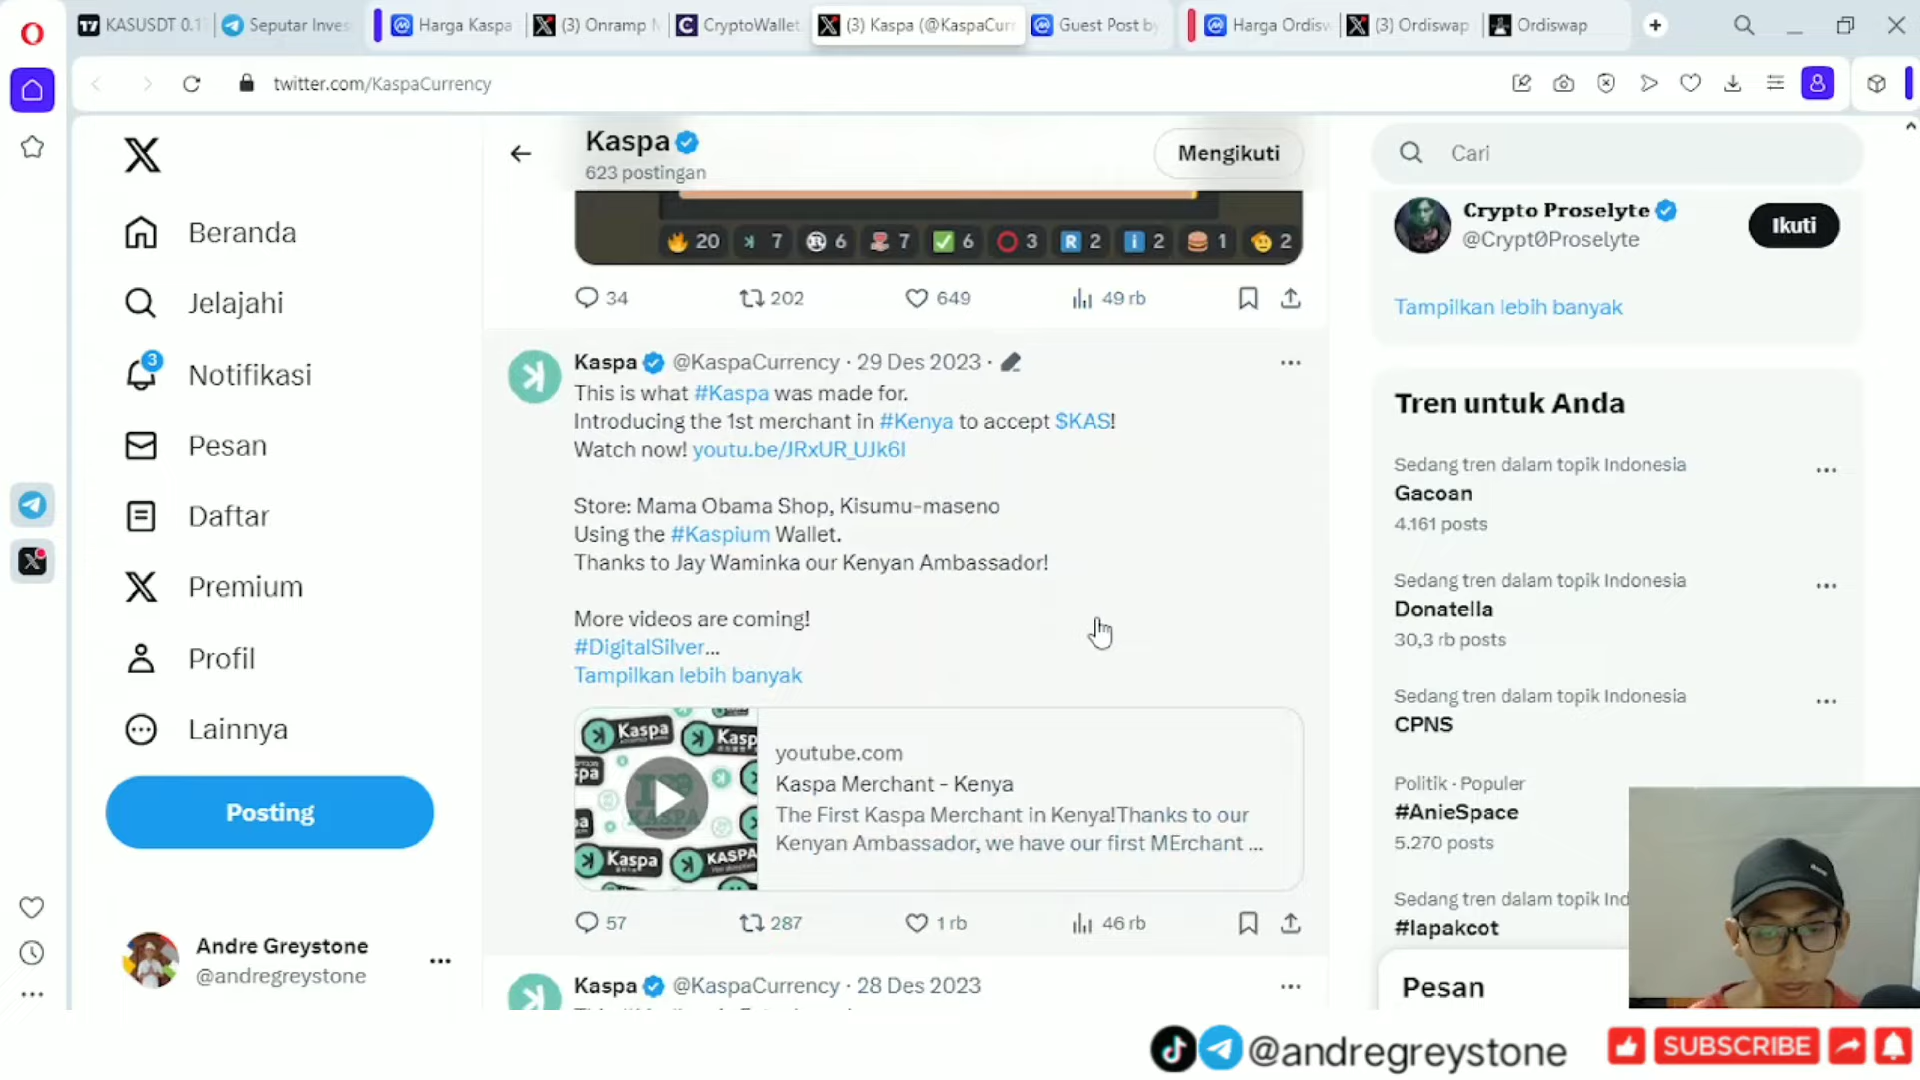 KASUSDT 0.1
Seputar Inves
Harga Kaspa
(3) Onramp M
CryptoWallet.
(3) Kaspa (@KaspaCurr
Guest Post by
Harga Ordisw
(3) Ordiswap
Ordiswap
twitter.com/KaspaCurrency
Beranda
Jelajahi
3
Notifikasi
Pesan
Daftar
Premium
Profil
Lainnya
Posting
Andre Greystone
@andregreystone
Kaspa
623 postingan
Mengikuti
20 7 6 7 6 3 R 2 i 2 1 2
34 202 649 49 rb
Kaspa @KaspaCurrency · 29 Des 2023 ·
This is what #Kaspa was made for.
Introducing the 1st merchant in #Kenya to accept $KAS!
Watch now! youtu.be/JRxUR_UJk6I
Store: Mama Obama Shop, Kisumu-maseno
Using the #Kaspium Wallet.
Thanks to Jay Waminka our Kenyan Ambassador!
More videos are coming!
#DigitalSilver...
Tampilkan lebih banyak
Kaspa
Kasp
spa
KASPA
Kaspa
KASPA
youtube.com
Kaspa Merchant - Kenya
The First Kaspa Merchant in Kenya!Thanks to our
Kenyan Ambassador, we have our first MErchant ...
57 287 1 rb 46 rb
Kaspa @KaspaCurrency · 28 Des 2023
Cari
Crypto Proselyte
@Crypt0Proselyte
Ikuti
Tampilkan lebih banyak
Tren untuk Anda
Sedang tren dalam topik Indonesia
Gacoan
4.161 posts
Sedang tren dalam topik Indonesia
Donatella
30,3 rb posts
Sedang tren dalam topik Indonesia
CPNS
Politik · Populer
#AnieSpace
5.270 posts
Sedang tren dalam topik Ind
#lapakcot
Pesan
@andregreystone
SUBSCRIBE